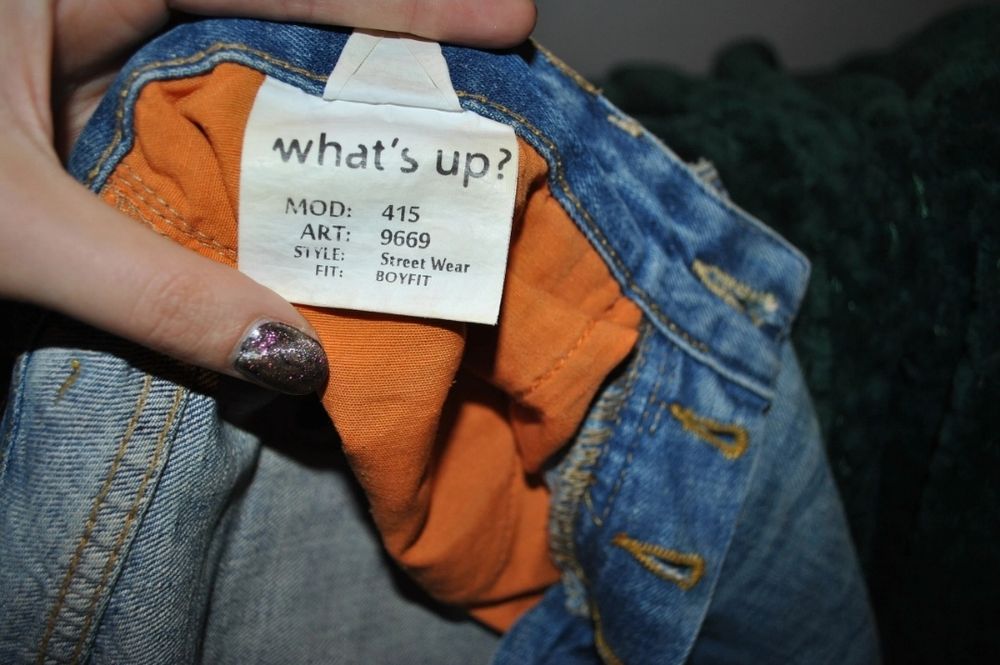 what's up?
MOD: 415
ART: 9669
STYLE: Street Wear
FIT: BOYFIT